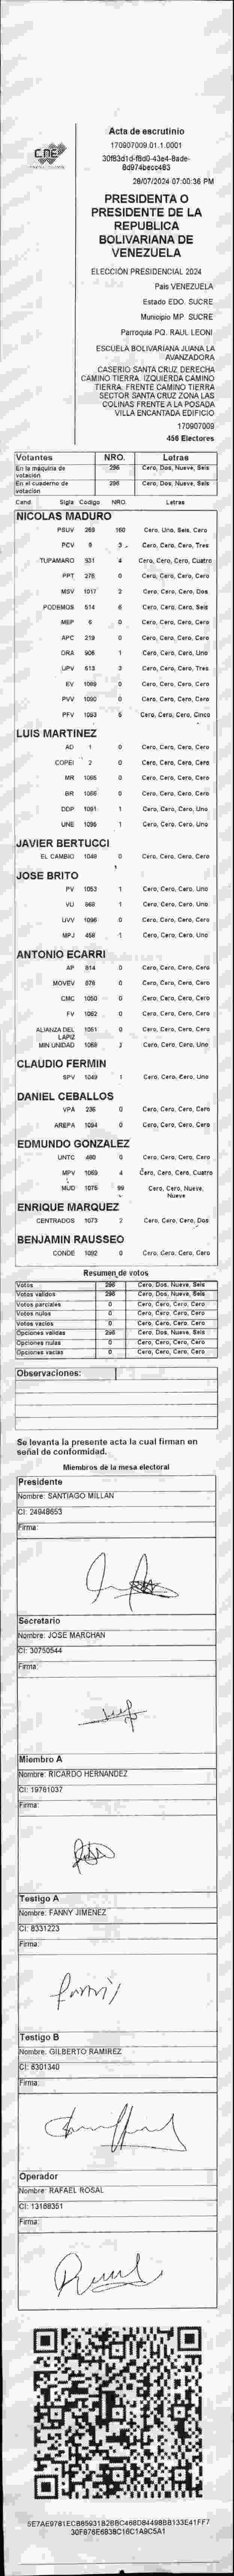 CNE
Acta de escrutinio
170907009.01.1.0001
30f83d1d-f8d0-43e4-8ade-
8d974becc463
28/07/2024 07:00:36 PM
PRESIDENTA O
PRESIDENTE DE LA
REPUBLICA
BOLIVARIANA DE
VENEZUELA
ELECCIÓN PRESIDENCIAL 2024
Pais VENEZUELA
Estado EDO. SUCRE
Municipio MP. SUCRE
Parroquia PQ. RAUL LEONI
ESCUELA BOLIVARIANA JUANA LA
AVANZADORA
CASERIO SANTA CRUZ DERECHA
CAMINO TIERRA. IZQUIERDA CAMINO
TIERRA. FRENTE CAMINO TIERRA
SECTOR SANTA CRUZ ZONA LAS
COLINAS FRENTE A LA POSADA
VILLA ENCANTADA EDIFICIO
170907009
456 Electores
Votantes NRO. Letras
En la máquina de votación 296 Cero, Dos, Nueve, Seis
En el cuaderno de votación 296 Cero, Dos, Nueve, Seis
Cand. Sigla Código NRO. Letras
NICOLAS MADURO
PSUV 269 160 Cero, Uno, Seis, Cero
PCV 9 3 Cero, Cero, Cero, Tres
TUPAMARO 531 4 Cero, Cero, Cero, Cuatro
PPT 276 0 Cero, Cero, Cero, Cero
MSV 1017 2 Cero, Cero, Cero, Dos
PODEMOS 514 6 Cero, Cero, Cero, Seis
MEP 6 0 Cero, Cero, Cero, Cero
APC 219 0 Cero, Cero, Cero, Cero
ORA 906 1 Cero, Cero, Cero, Uno
UPV 613 3 Cero, Cero, Cero, Tres
EV 1089 0 Cero, Cero, Cero, Cero
PVV 1090 0 Cero, Cero, Cero, Cero
PFV 1093 5 Cero, Cero, Cero, Cinco
LUIS MARTINEZ
AD 1 0 Cero, Cero, Cero, Cero
COPEI 2 0 Cero, Cero, Cero, Cero
MR 1065 0 Cero, Cero, Cero, Cero
BR 1066 0 Cero, Cero, Cero, Cero
DDP 1091 1 Cero, Cero, Cero, Uno
UNE 1095 1 Cero, Cero, Cero, Uno
JAVIER BERTUCCI
EL CAMBIO 1049 0 Cero, Cero, Cero, Cero
JOSE BRITO
PV 1053 1 Cero, Cero, Cero, Uno
VU 968 1 Cero, Cero, Cero, Uno
UVV 1096 0 Cero, Cero, Cero, Cero
MPJ 456 1 Cero, Cero, Cero, Uno
ANTONIO ECARRI
AP 814 0 Cero, Cero, Cero, Cero
MOVEV 878 0 Cero, Cero, Cero, Cero
CMC 1050 0 Cero, Cero, Cero, Cero
FV 1062 0 Cero, Cero, Cero, Cero
ALIANZA DEL LAPIZ 1051 0 Cero, Cero, Cero, Cero
MIN UNIDAD 1068 1 Cero, Cero, Cero, Uno
CLAUDIO FERMIN
SPV 1049 1 Cero, Cero, Cero, Uno
DANIEL CEBALLOS
VPA 236 0 Cero, Cero, Cero, Cero
AREPA 1094 0 Cero, Cero, Cero, Cero
EDMUNDO GONZALEZ
UNTC 460 0 Cero, Cero, Cero, Cero
MPV 1069 4 Cero, Cero, Cero, Cuatro
MUD 1075 99 Cero, Cero, Nueve,
Nueve
ENRIQUE MARQUEZ
CENTRADOS 1073 2 Cero, Cero, Cero, Dos
BENJAMIN RAUSSEO
CONDE 1092 0 Cero, Cero, Cero, Cero
Resumen de votos
Votos 296 Cero, Dos, Nueve, Seis
Votos validos 296 Cero, Dos, Nueve, Seis
Votos parciales 0 Cero, Cero, Cero, Cero
Votos nulos 0 Cero, Cero, Cero, Cero
Votos vacios 0 Cero, Cero, Cero, Cero
Opciones validas 296 Cero, Dos, Nueve, Seis
Opciones nulas 0 Cero, Cero, Cero, Cero
Opciones vacias 0 Cero, Cero, Cero, Cero
Observaciones:
Se levanta la presente acta la cual firman en
señal de conformidad.
Miembros de la mesa electoral
Presidente
Nombre: SANTIAGO MILLAN
CI: 24948653
Firma:
Secretario
Nombre: JOSE MARCHAN
CI: 30750544
Firma:
Miembro A
Nombre: RICARDO HERNANDEZ
CI: 19761037
Firma:
Testigo A
Nombre: FANNY JIMENEZ
CI: 8331223
Firma:
Testigo B
Nombre: GILBERTO RAMIREZ
CI: 6301340
Firma:
Operador
Nombre: RAFAEL ROSAL
CI: 13168351
Firma:
5E7AE9781ECB85931B28BC468D84498BB133E41FF7
30F876E6838C16C1A9C5A1